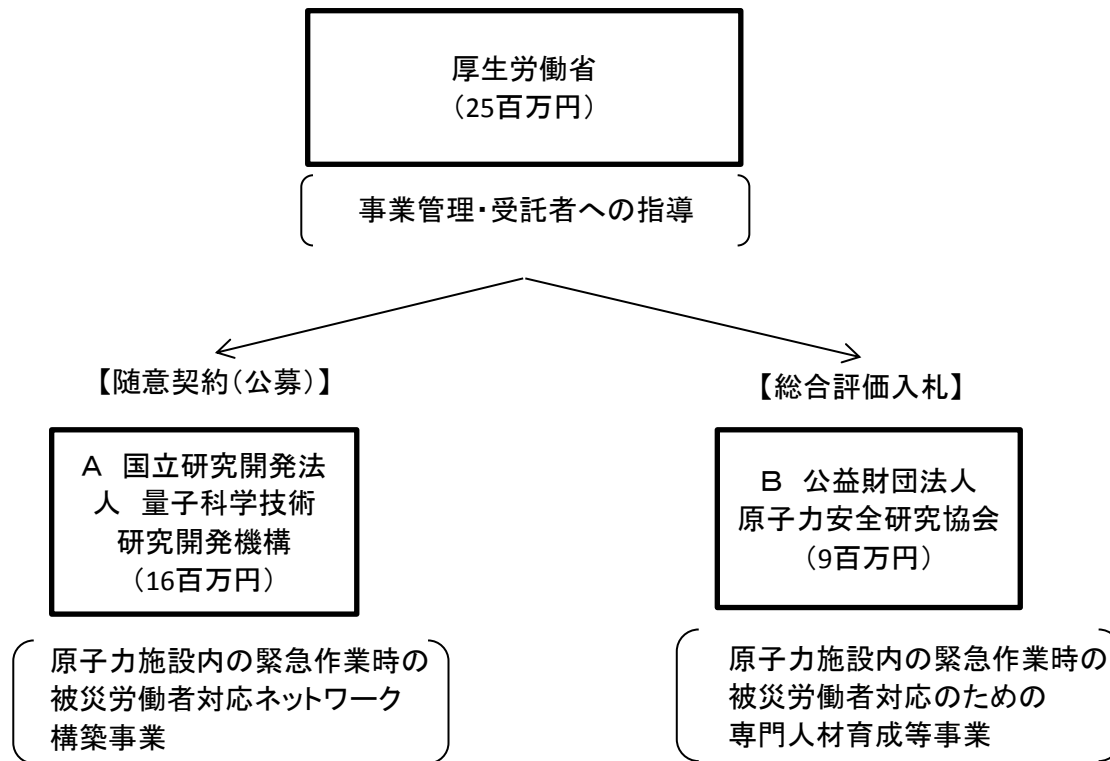 厚生労働省
(25百万円)
事業管理・受託者への指導
【随意契約(公募)】
【総合評価入札】
A 国立研究開発法
人 量子科学技術
研究開発機構
(16百万円)
B 公益財団法人
原子力安全研究協会
(9百万円)
原子力施設内の緊急作業時の
被災労働者対応ネットワーク
構築事業
原子力施設内の緊急作業時の
被災労働者対応のための
専門人材育成等事業